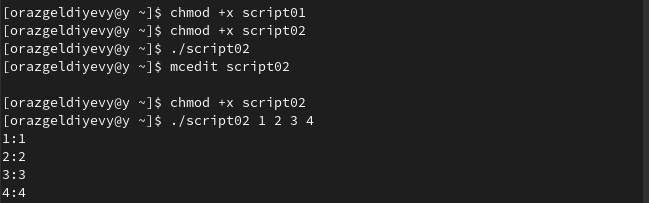 [orazgeldiyevy@y ~]$ chmod +x script01
[orazgeldiyevy@y ~]$ chmod +x script02
[orazgeldiyevy@y ~]$ ./script02
[orazgeldiyevy@y ~]$ mcedit script02
[orazgeldiyevy@y ~]$ chmod +x script02
[orazgeldiyevy@y ~]$ ./script02 1 2 3 4
1:1
2:2
3:3
4:4